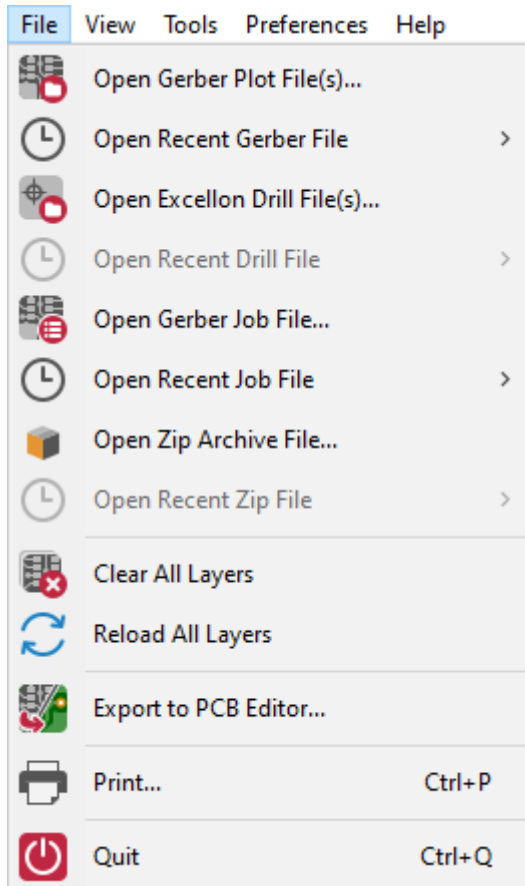 File View Tools Preferences Help
Open Gerber Plot File(s)...
Open Recent Gerber File
Open Excellon Drill File(s)...
Open Recent Drill File
Open Gerber Job File...
Open Recent Job File
Open Zip Archive File...
Open Recent Zip File
Clear All Layers
Reload All Layers
Export to PCB Editor...
Print... Ctrl+P
Quit Ctrl+Q